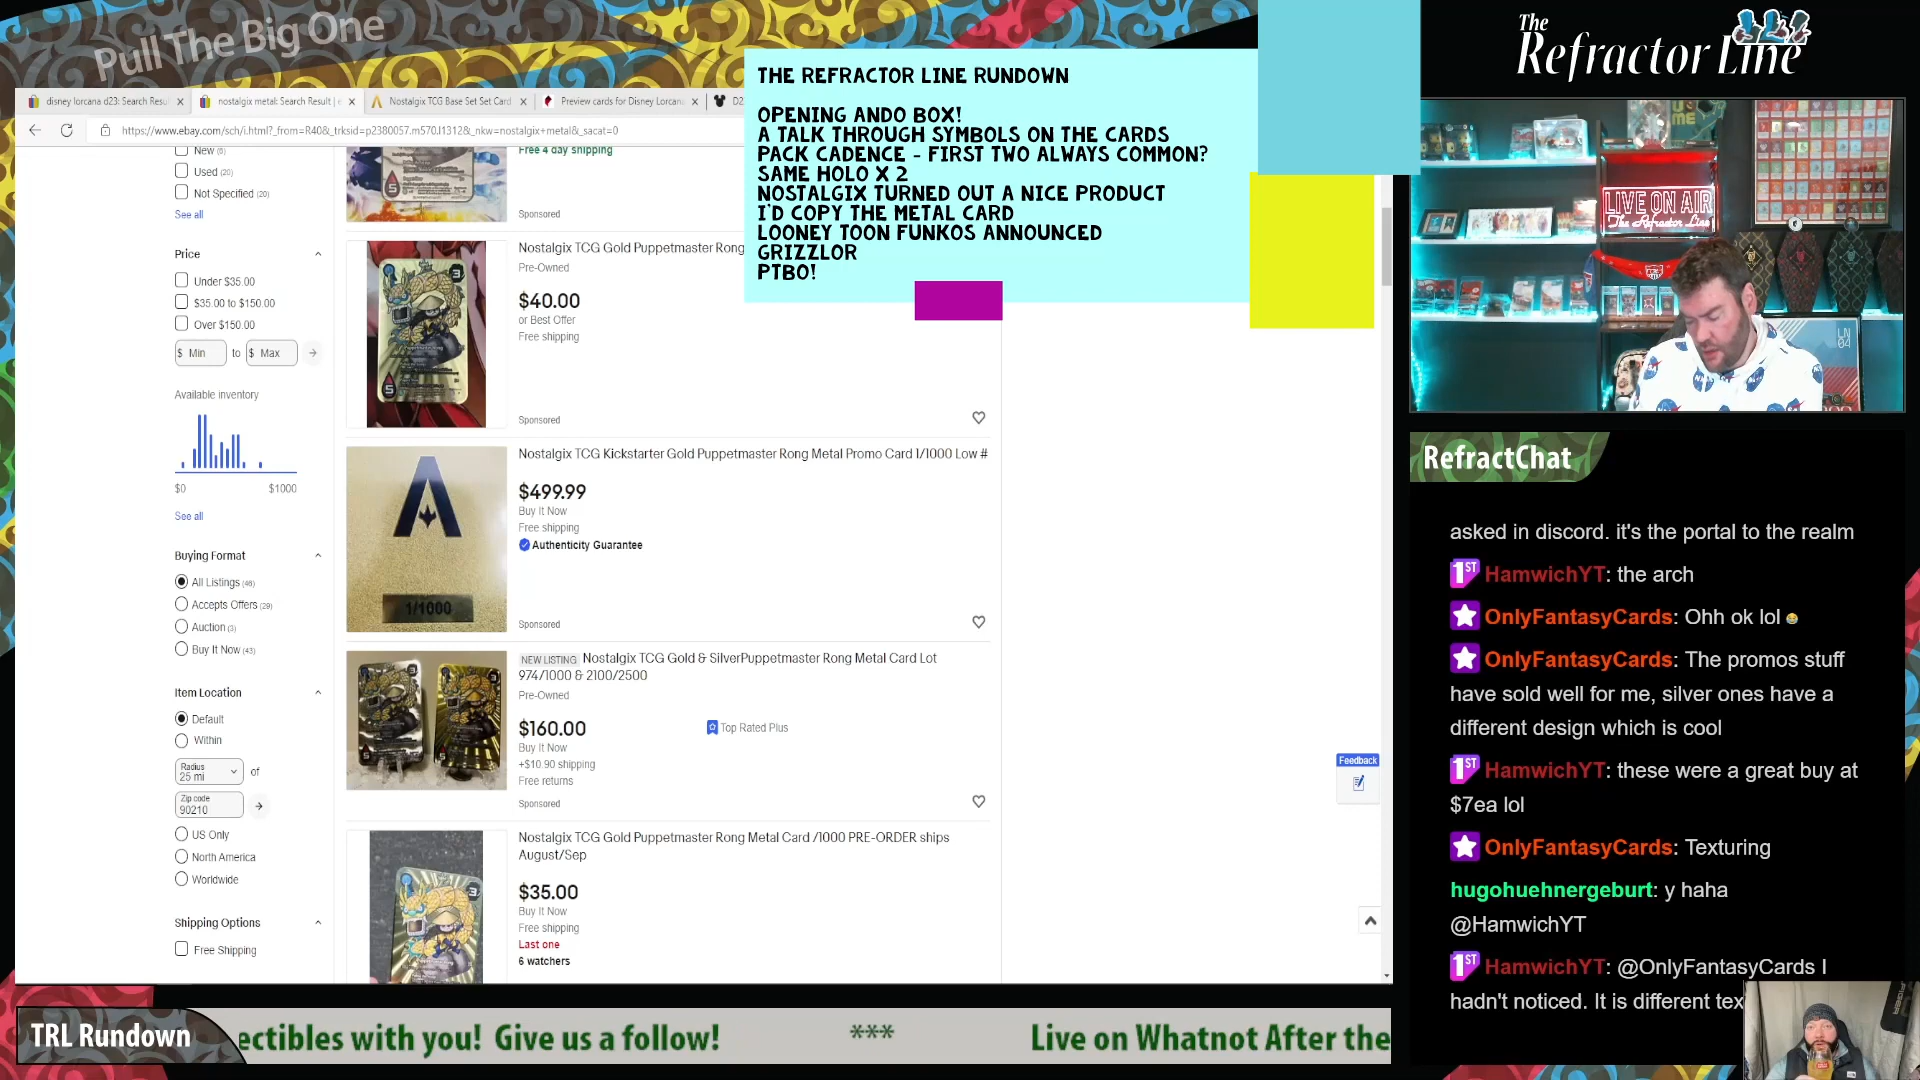 Pull The Big One
The
Refractor Line
disney lorcana d23: Search Resu
nostalgix metal: Search Result | e
Nostalgix TCG Base Set Set Card
Preview cards for Disney Lorcan
D2
https://www.ebay.com/sch/i.html?_from=R40&_trksid=p2380057.m570.l1312&_nkw=nostalgix+metal&_sacat=0
THE REFRACTOR LINE RUNDOWN
OPENING ANDO BOX!
A TALK THROUGH SYMBOLS ON THE CARDS
PACK CADENCE - FIRST TWO ALWAYS COMMON?
SAME HOLO X 2
NOSTALGIX TURNED OUT A NICE PRODUCT
I'D COPY THE METAL CARD
LOONEY TOON FUNKOS ANNOUNCED
GRIZZLOR
PTBO!
New (5)
Used (20)
Not Specified (20)
See all
Price
Under $35.00
$35.00 to $150.00
Over $150.00
$ Min to $ Max
Available inventory
$0 $1000
See all
Buying Format
All Listings (46)
Accepts Offers (29)
Auction (3)
Buy It Now (43)
Item Location
Default
Within
Radius
25 mi
of
Zip code
90210
US Only
North America
Worldwide
Shipping Options
Free Shipping
Free 4 day shipping
Sponsored
Nostalgix TCG Gold Puppetmaster Rong
Pre-Owned
$40.00
or Best Offer
Free shipping
Sponsored
Nostalgix TCG Kickstarter Gold Puppetmaster Rong Metal Promo Card 1/1000 Low #
$499.99
Buy It Now
Free shipping
Authenticity Guarantee
1/1000
Sponsored
NEW LISTING Nostalgix TCG Gold & SilverPuppetmaster Rong Metal Card Lot
974/1000 & 2100/2500
Pre-Owned
$160.00
Top Rated Plus
Buy It Now
+$10.90 shipping
Free returns
Sponsored
Nostalgix TCG Gold Puppetmaster Rong Metal Card /1000 PRE-ORDER ships
August/Sep
$35.00
Buy It Now
Free shipping
Last one
6 watchers
Feedback
LIVE ON AIR
The Refractor Line
LN
04
RefractChat
asked in discord. it's the portal to the realm
1ST HamwichYT: the arch
OnlyFantasyCards: Ohh ok lol
OnlyFantasyCards: The promos stuff
have sold well for me, silver ones have a
different design which is cool
1ST HamwichYT: these were a great buy at
$7ea lol
OnlyFantasyCards: Texturing
hugohuehnergeburt: y haha
@HamwichYT
1ST HamwichYT: @OnlyFantasyCards I
hadn't noticed. It is different tex
TRL Rundown
ectibles with you! Give us a follow! *** Live on Whatnot After the